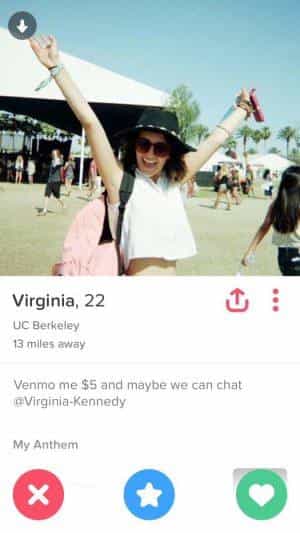 Virginia, 22
UC Berkeley
13 miles away
Venmo me $5 and maybe we can chat
@Virginia-Kennedy
My Anthem